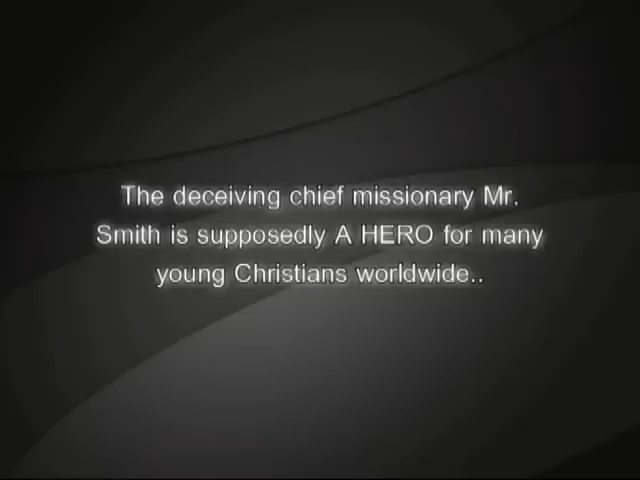 The deceiving chief missionary Mr.
Smith is supposedly A HERO for many
young Christians worldwide..